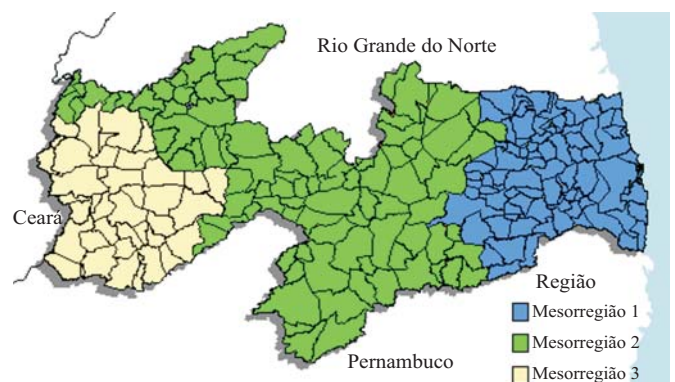 Rio Grande do Norte
Ceará
Região
Mesorregião 1
Mesorregião 2
Pernambuco
Mesorregião 3